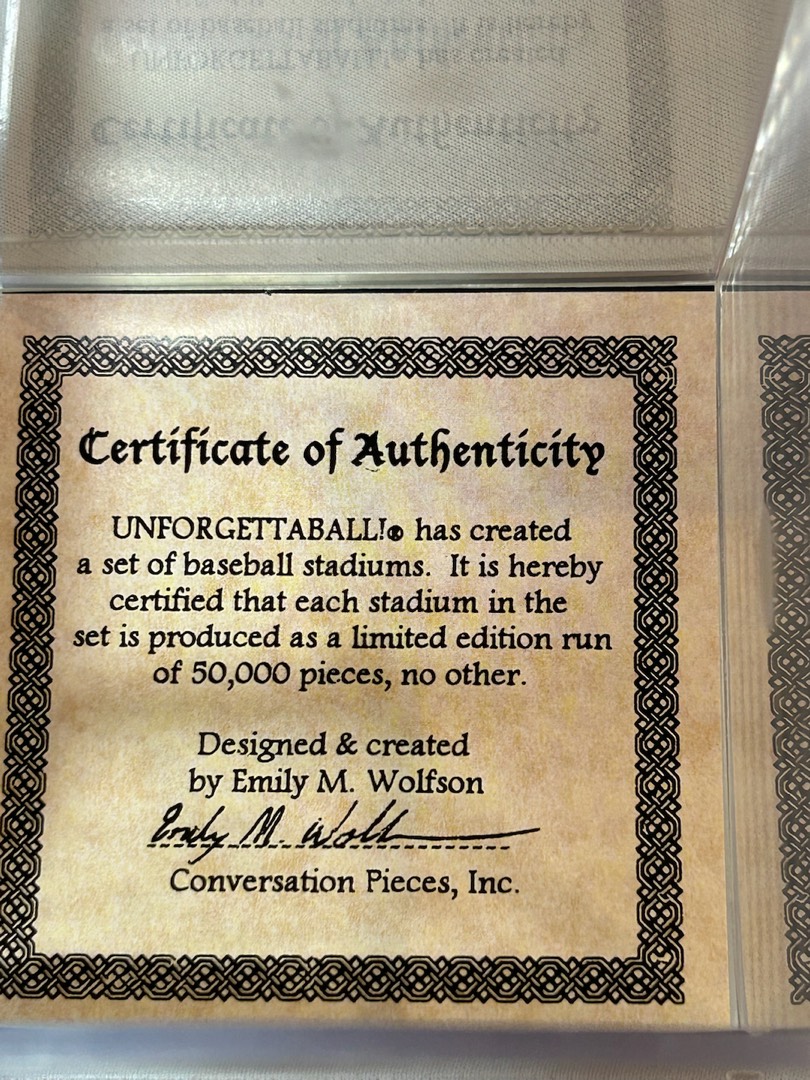 Certificate of Authenticity
UNFORGETTABALL!® has created
a set of baseball stadiums. It is hereby
certified that each stadium in the
set is produced as a limited edition run
of 50,000 pieces, no other.
Designed & created
by Emily M. Wolfson
Emily M. Wolf
Conversation Pieces, Inc.